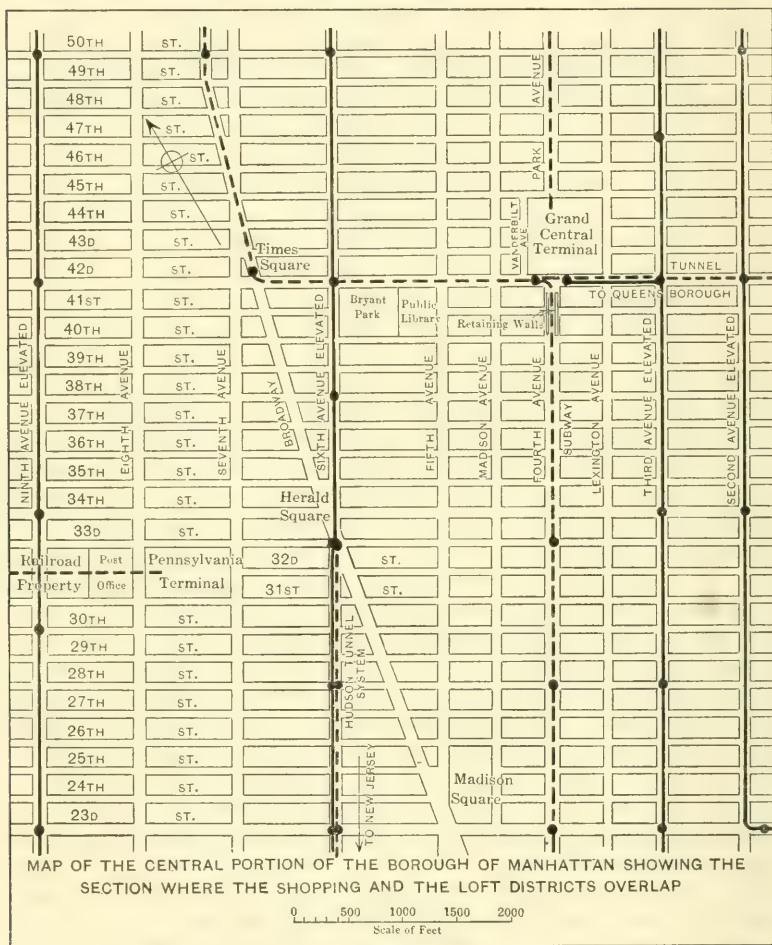 50TH ST.
49TH ST.
48TH ST.
47TH ST.
46TH ST.
45TH ST.
44TH ST.
43D ST.
42D ST.
41ST ST.
40TH ST.
39TH ST.
38TH ST.
37TH ST.
36TH ST.
35TH ST.
34TH ST.
33D ST.
32D ST.
31ST ST.
30TH ST.
29TH ST.
28TH ST.
27TH ST.
26TH ST.
25TH ST.
24TH ST.
23D ST.
NINTH AVENUE ELEVATED
EIGHTH AVENUE
SEVENTH AVENUE
BROADWAY
SIXTH AVENUE ELEVATED
FIFTH AVENUE
MADISON AVENUE
VANDERBILT
AVE
PARK AVENUE
FOURTH AVENUE
SUBWAY
LEXINGTON AVENUE
THIRD AVENUE ELEVATED
SECOND AVENUE ELEVATED
Times
Square
Grand
Central
Terminal
TUNNEL
TO QUEENS BOROUGH
Bryant
Park
Public
Library
Retaining Walls
Herald
Square
Railroad
Property
Post
Office
Pennsylvania
Terminal
HUDSON TUNNEL
SYSTEM
TO NEW JERSEY
Madison
Square
MAP OF THE CENTRAL PORTION OF THE BOROUGH OF MANHATTAN SHOWING THE
SECTION WHERE THE SHOPPING AND THE LOFT DISTRICTS OVERLAP
0 500 1000 1500 2000
Scale of Feet